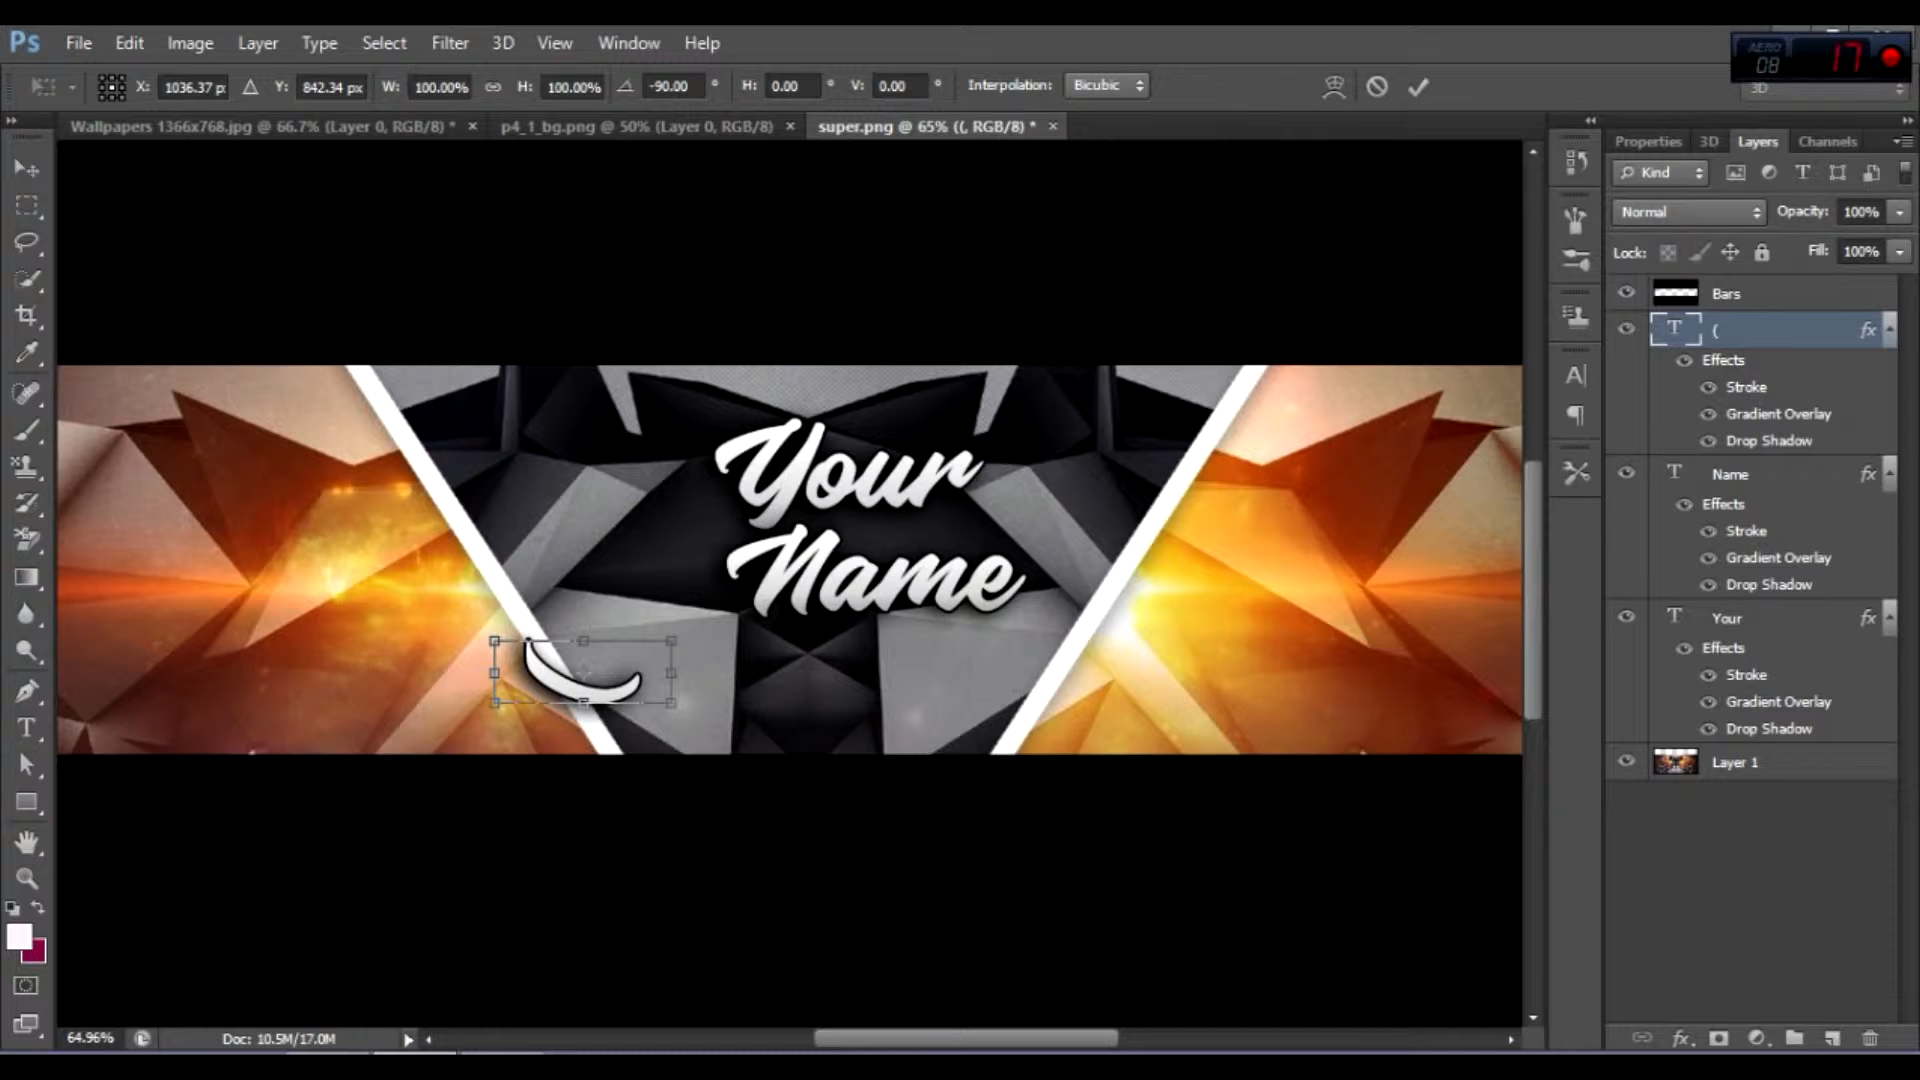 Ps File Edit Image Layer Type Select Filter 3D View Window Help
AERO 08 17
X: 1036.37 p Y: 842.34 px W: 100.00% H: 100.00% -90.00 ° H: 0.00 ° V: 0.00 ° Interpolation: Bicubic
3D
Wallpapers 1366x768.jpg @ 66.7% (Layer 0, RGB/8) * × p4_1_bg.png @ 50% (Layer 0, RGB/8) × super.png @ 65% ((, RGB/8) * ×
Properties 3D Layers Channels
Kind
Normal Opacity: 100%
Lock: Fill: 100%
Bars
T ( fx
Effects
Stroke
Gradient Overlay
Drop Shadow
T Name fx
Effects
Stroke
Gradient Overlay
Drop Shadow
T Your fx
Effects
Stroke
Gradient Overlay
Drop Shadow
Layer 1
Your
Name
64.96% Doc: 10.5M/17.0M